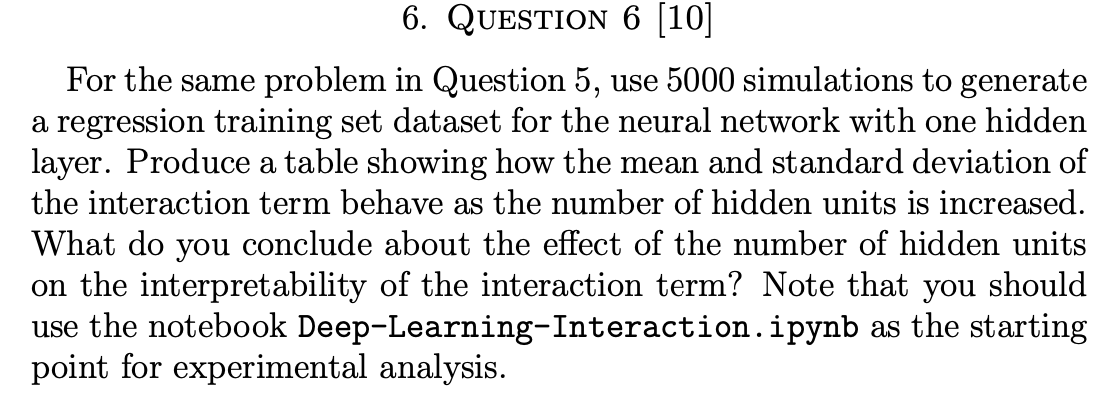 6. QUESTION 6 [10]
For the same problem in Question 5, use 5000 simulations to generate
a regression training set dataset for the neural network with one hidden
layer. Produce a table showing how the mean and standard deviation of
the interaction term behave as the number of hidden units is increased.
What do you conclude about the effect of the number of hidden units
on the interpretability of the interaction term? Note that you should
use the notebook Deep-Learning-Interaction.ipynb as the starting
point for experimental analysis.